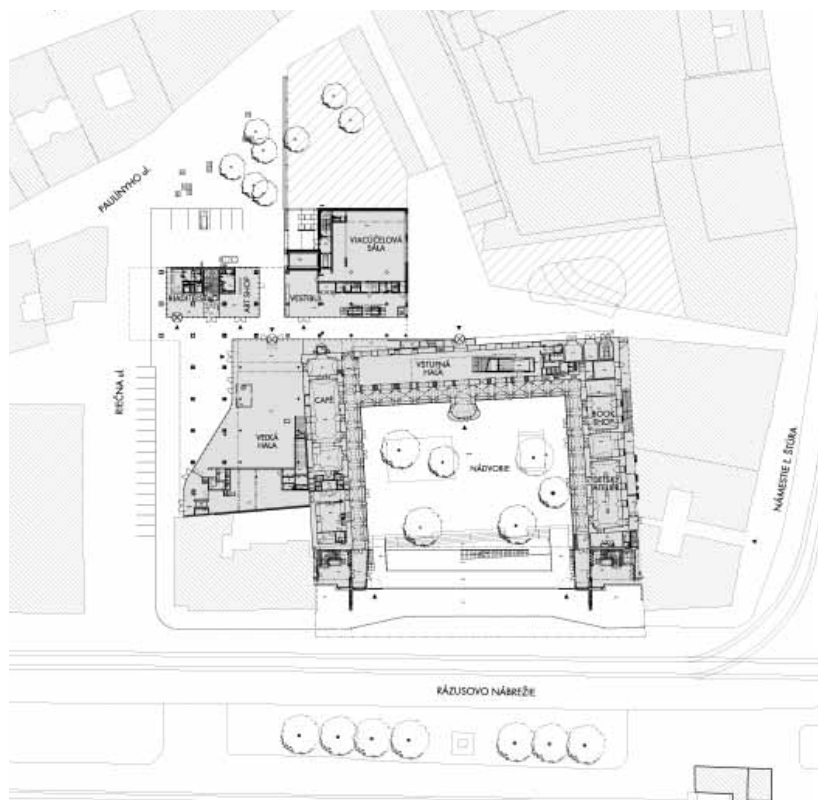 PAULÍNYHO ul.
VIACÚČELOVÁ
SÁLA
ART SHOP
VESTIBUL
RIEČNA ul.
VSTUPNÁ
HALA
CAFÉ
BOOK
SHOP
VEĽKÁ
HALA
NÁDVORIE
NÁMESTIE Ľ. ŠTÚRA
RÁZUSOVO NÁBREŽIE